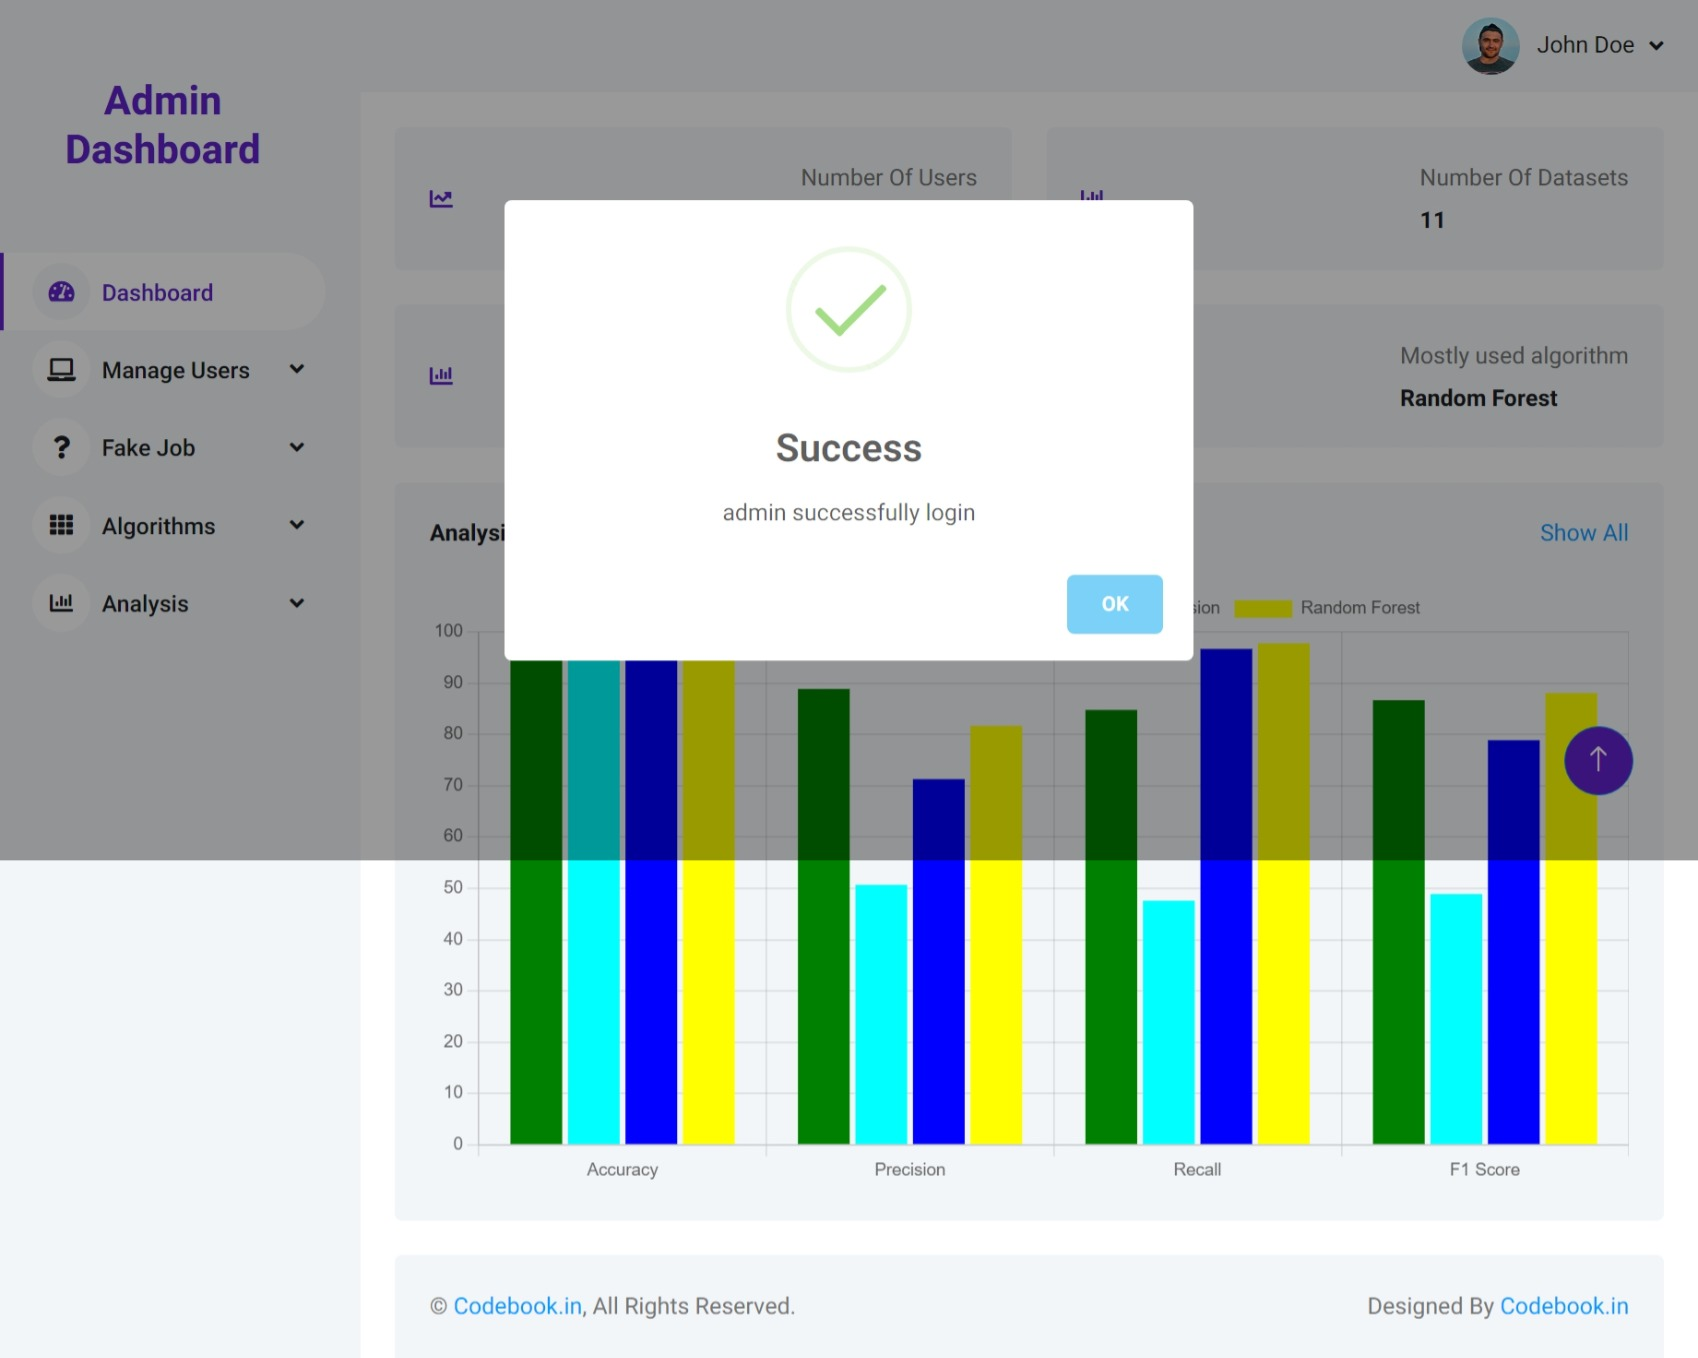 John Doe
Admin
Dashboard
Number Of Users
Number Of Datasets
11
Dashboard
Manage Users
Fake Job
Algorithms
Analysis
Mostly used algorithm
Random Forest
Success
admin successfully login
OK
Show All
Random Forest
100
90
80
70
60
50
40
30
20
10
0
Accuracy Precision Recall F1 Score
© Codebook.in, All Rights Reserved.
Designed By Codebook.in